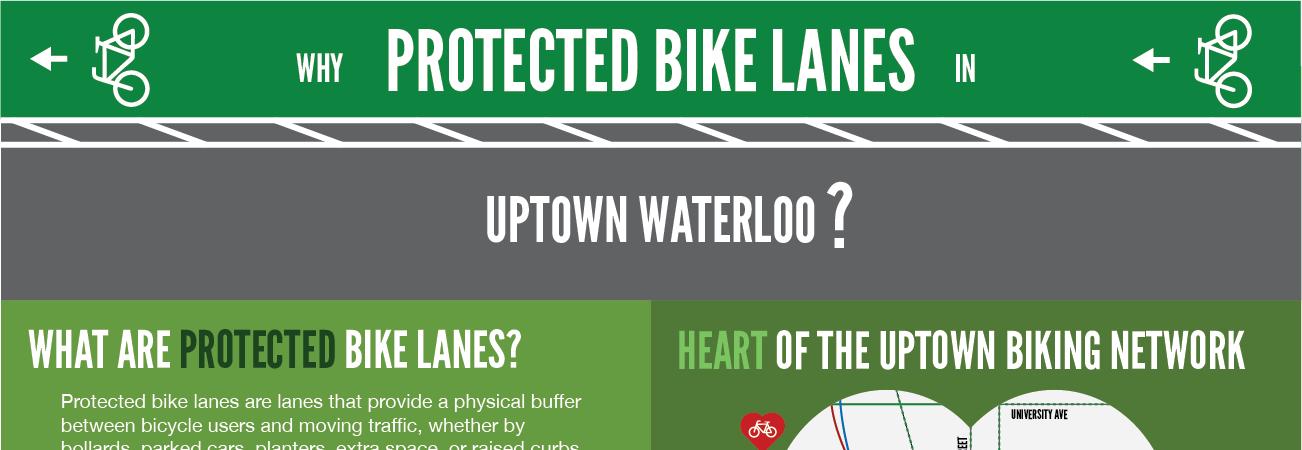 WHY PROTECTED BIKE LANES IN
UPTOWN WATERLOO?
WHAT ARE PROTECTED BIKE LANES?
Protected bike lanes are lanes that provide a physical buffer
between bicycle users and moving traffic, whether by
bollards, parked cars, planters, extra space, or raised curbs
HEART OF THE UPTOWN BIKING NETWORK
UNIVERSITY AVE